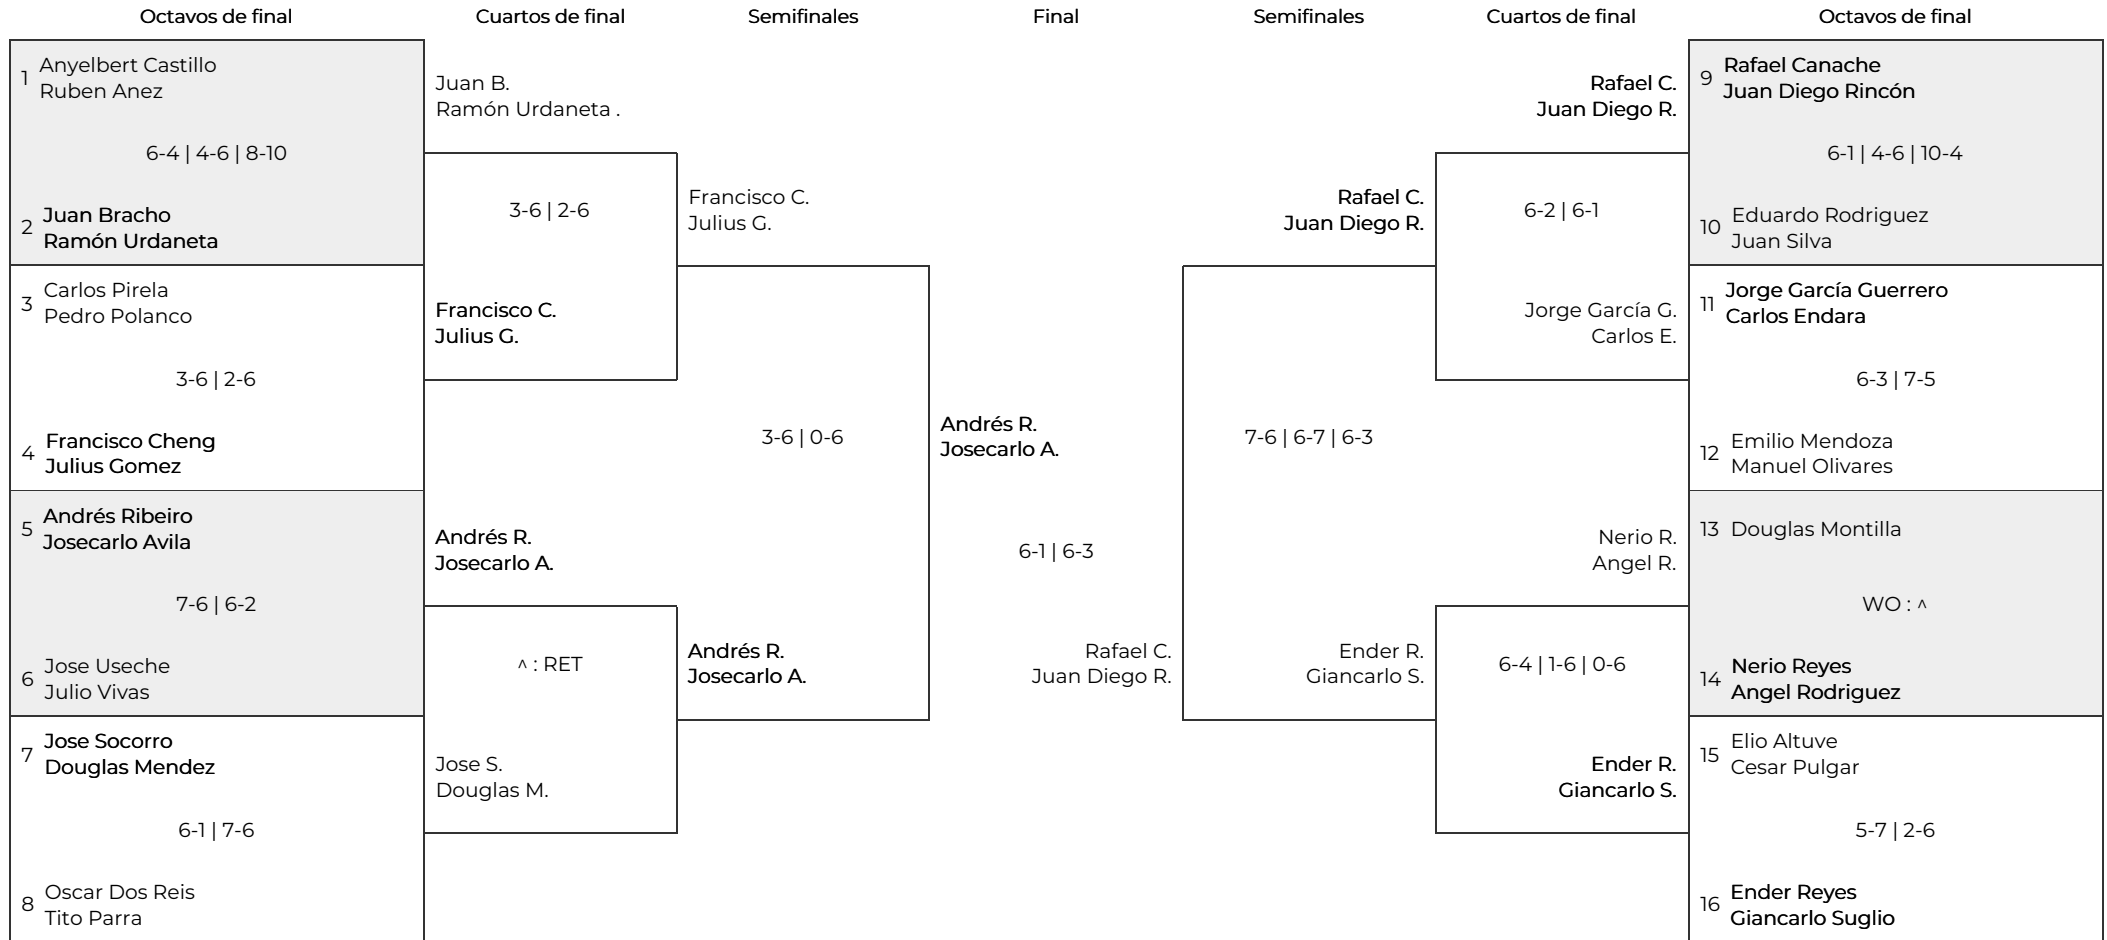 Octavos de final
Cuartos de final
Semifinales
Final
Semifinales
Cuartos de final
Octavos de final
1
Anyelbert Castillo
Ruben Anez
6-4 | 4-6 | 8-10
2
Juan Bracho
Ramón Urdaneta
3
Carlos Pirela
Pedro Polanco
3-6 | 2-6
4
Francisco Cheng
Julius Gomez
5
Andrés Ribeiro
Josecarlo Avila
7-6 | 6-2
6
Jose Useche
Julio Vivas
7
Jose Socorro
Douglas Mendez
6-1 | 7-6
8
Oscar Dos Reis
Tito Parra
Juan B.
Ramón Urdaneta .
3-6 | 2-6
Francisco C.
Julius G.
Andrés R.
Josecarlo A.
^ : RET
Jose S.
Douglas M.
Francisco C.
Julius G.
3-6 | 0-6
Andrés R.
Josecarlo A.
Andrés R.
Josecarlo A.
6-1 | 6-3
Rafael C.
Juan Diego R.
Rafael C.
Juan Diego R.
7-6 | 6-7 | 6-3
Ender R.
Giancarlo S.
Rafael C.
Juan Diego R.
6-2 | 6-1
Jorge García G.
Carlos E.
Nerio R.
Angel R.
6-4 | 1-6 | 0-6
Ender R.
Giancarlo S.
9
Rafael Canache
Juan Diego Rincón
6-1 | 4-6 | 10-4
10
Eduardo Rodriguez
Juan Silva
11
Jorge García Guerrero
Carlos Endara
6-3 | 7-5
12
Emilio Mendoza
Manuel Olivares
13
Douglas Montilla
WO : ^
14
Nerio Reyes
Angel Rodriguez
15
Elio Altuve
Cesar Pulgar
5-7 | 2-6
16
Ender Reyes
Giancarlo Suglio